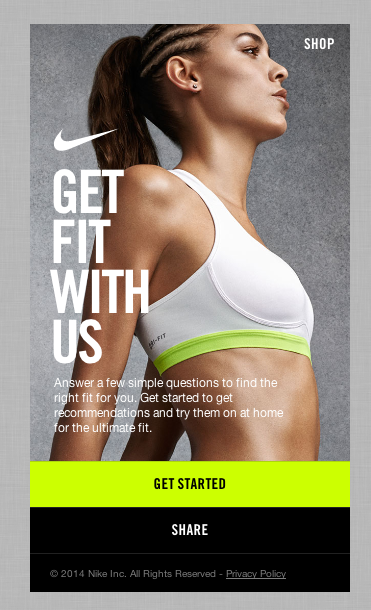 SHOP
GET
FIT
WITH
US
DRI-FIT
Answer a few simple questions to find the
right fit for you. Get started to get
recommendations and try them on at home
for the ultimate fit.
GET STARTED
SHARE
© 2014 Nike Inc. All Rights Reserved - Privacy Policy